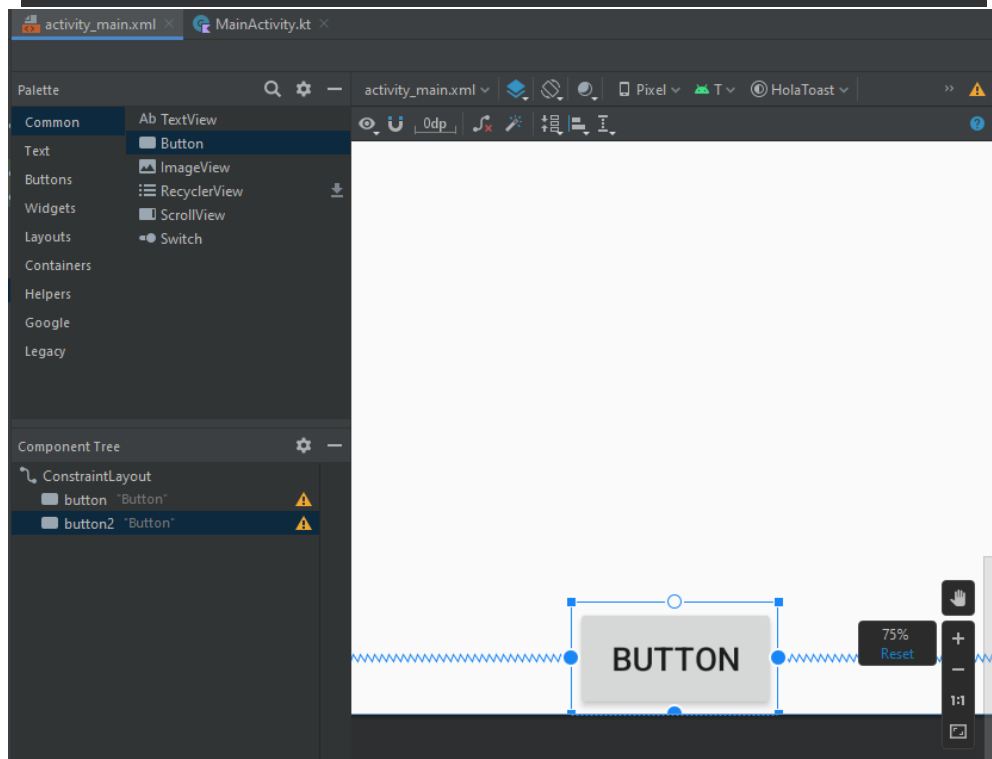 activity_main.xml MainActivity.kt
Palette
activity_main.xml Pixel T HolaToast
Common
Text
Buttons
Widgets
Layouts
Containers
Helpers
Google
Legacy
Ab TextView
Button
ImageView
RecyclerView
ScrollView
Switch
0dp
Component Tree
ConstraintLayout
button "Button"
button2 "Button"
BUTTON
75%
Reset
1:1